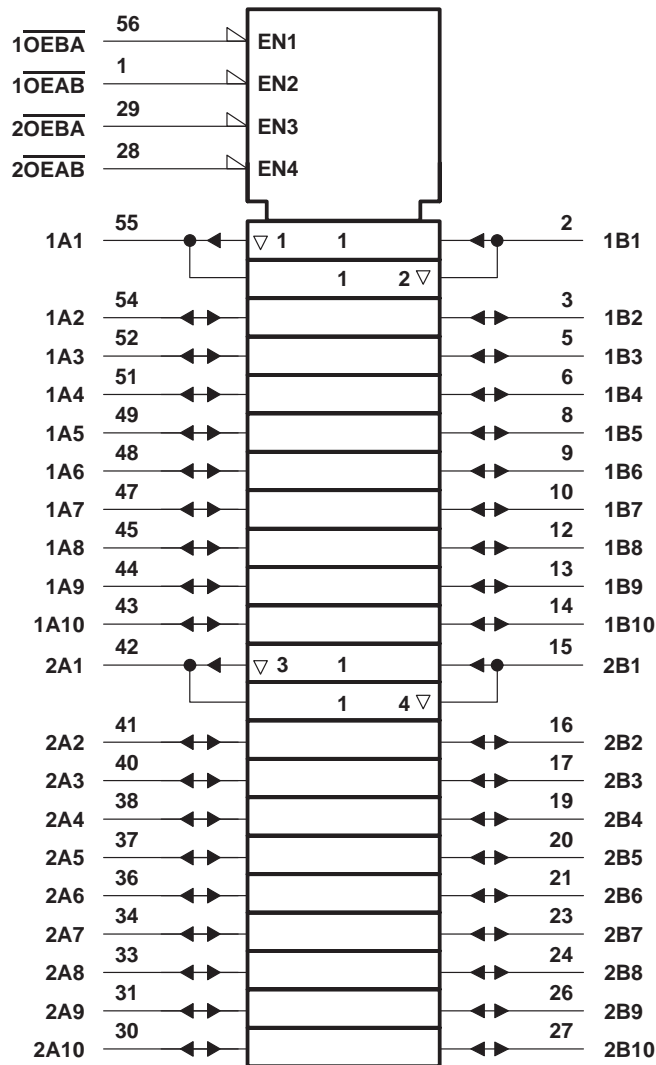 1OEBA 56 EN1
1OEAB 1 EN2
2OEBA 29 EN3
2OEAB 28 EN4
1A1 55 ▽ 1 1 2 1B1
1 2 ▽
1A2 54 3 1B2
1A3 52 5 1B3
1A4 51 6 1B4
1A5 49 8 1B5
1A6 48 9 1B6
1A7 47 10 1B7
1A8 45 12 1B8
1A9 44 13 1B9
1A10 43 14 1B10
2A1 42 ▽ 3 1 15 2B1
1 4 ▽
2A2 41 16 2B2
2A3 40 17 2B3
2A4 38 19 2B4
2A5 37 20 2B5
2A6 36 21 2B6
2A7 34 23 2B7
2A8 33 24 2B8
2A9 31 26 2B9
2A10 30 27 2B10